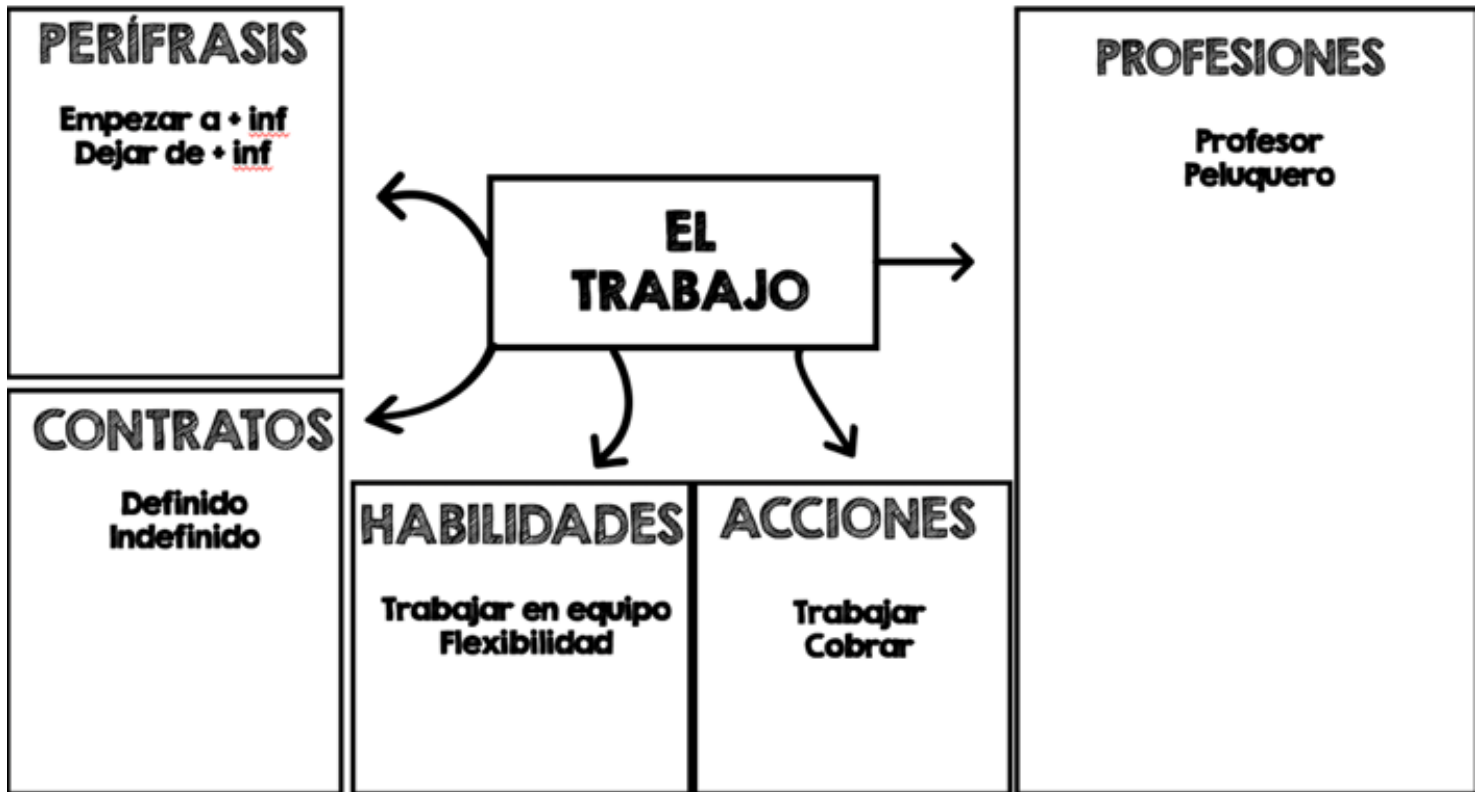 PERÍFRASIS
Empezar a + inf
Dejar de + inf
EL
TRABAJO
PROFESIONES
Profesor
Peluquero
CONTRATOS
Definido
Indefinido
HABILIDADES
Trabajar en equipo
Flexibilidad
ACCIONES
Trabajar
Cobrar